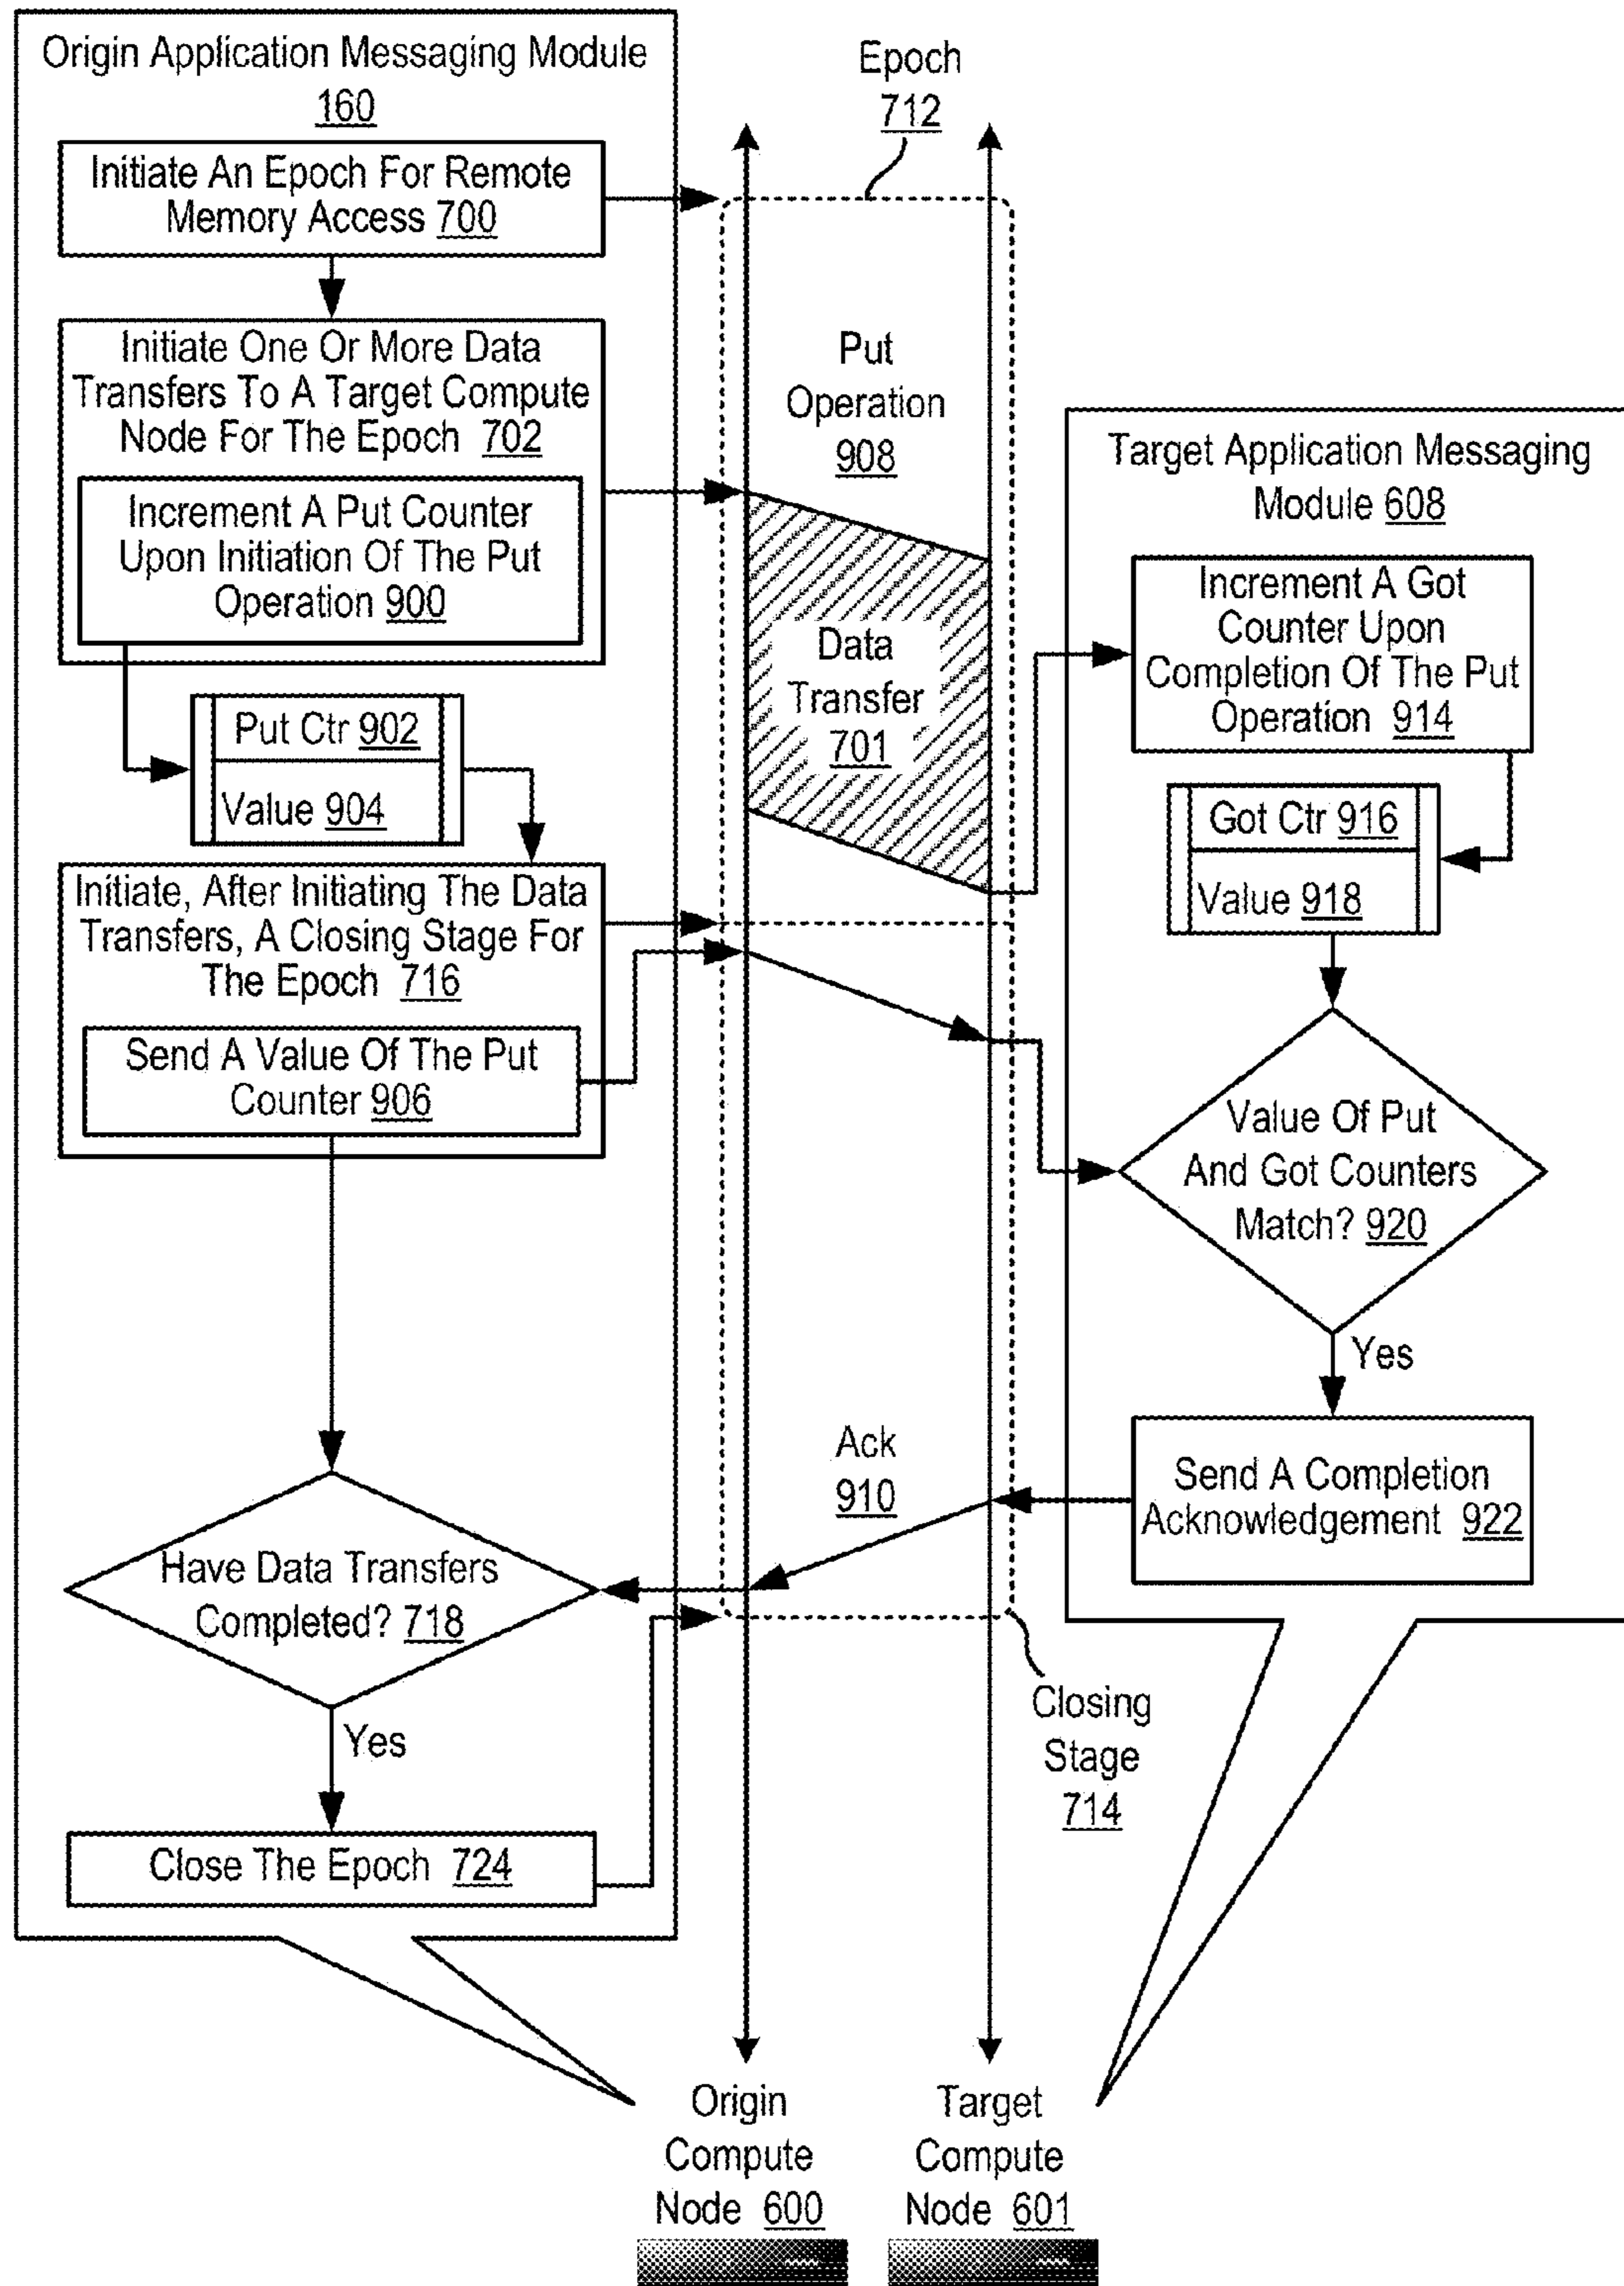 Origin Application Messaging Module
160
Initiate An Epoch For Remote
Memory Access 700
Initiate One Or More Data
Transfers To A Target Compute
Node For The Epoch 702
Increment A Put Counter
Upon Initiation Of The Put
Operation 900
Put Ctr 902
Value 904
Initiate, After Initiating The Data
Transfers, A Closing Stage For
The Epoch 716
Send A Value Of The Put
Counter 906
Have Data Transfers
Completed? 718
Yes
Close The Epoch 724
Epoch
712
Put
Operation
908
Data
Transfer
701
Ack
910
Closing
Stage
714
Target Application Messaging
Module 608
Increment A Got
Counter Upon
Completion Of The Put
Operation 914
Got Ctr 916
Value 918
Value Of Put
And Got Counters
Match? 920
Yes
Send A Completion
Acknowledgement 922
Origin
Compute
Node 600
Target
Compute
Node 601